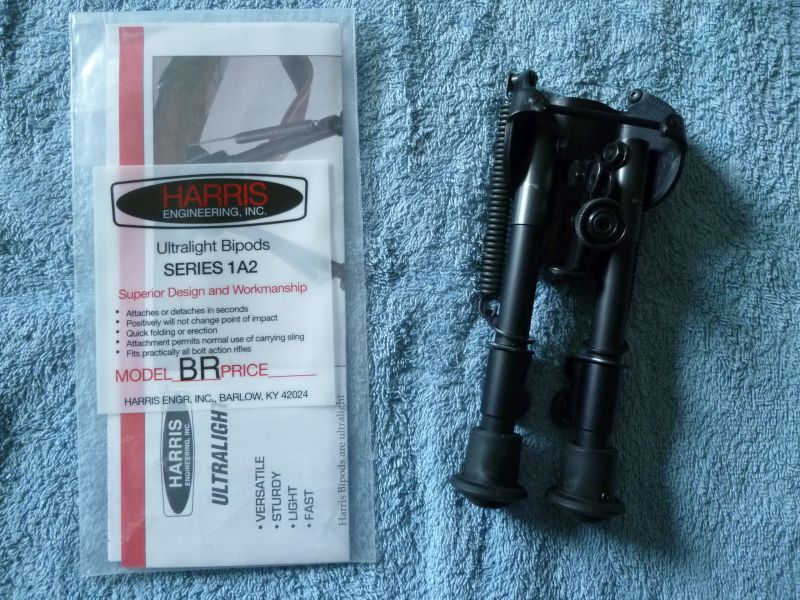 HARRIS
ENGINEERING, INC.
Ultralight Bipods
SERIES 1A2
Superior Design and Workmanship
• Attaches or detaches in seconds
• Positively will not change point of impact
• Quick folding or erection
• Attachment permits normal use of carrying sling
• Fits practically all bolt action rifles
MODEL BR PRICE
HARRIS ENGR. INC., BARLOW, KY 42024
HARRIS
ENGINEERING, INC.
ULTRALIGH
• VERSATILE
• STURDY
• LIGHT
• FAST
Harris Bipods are ultralight